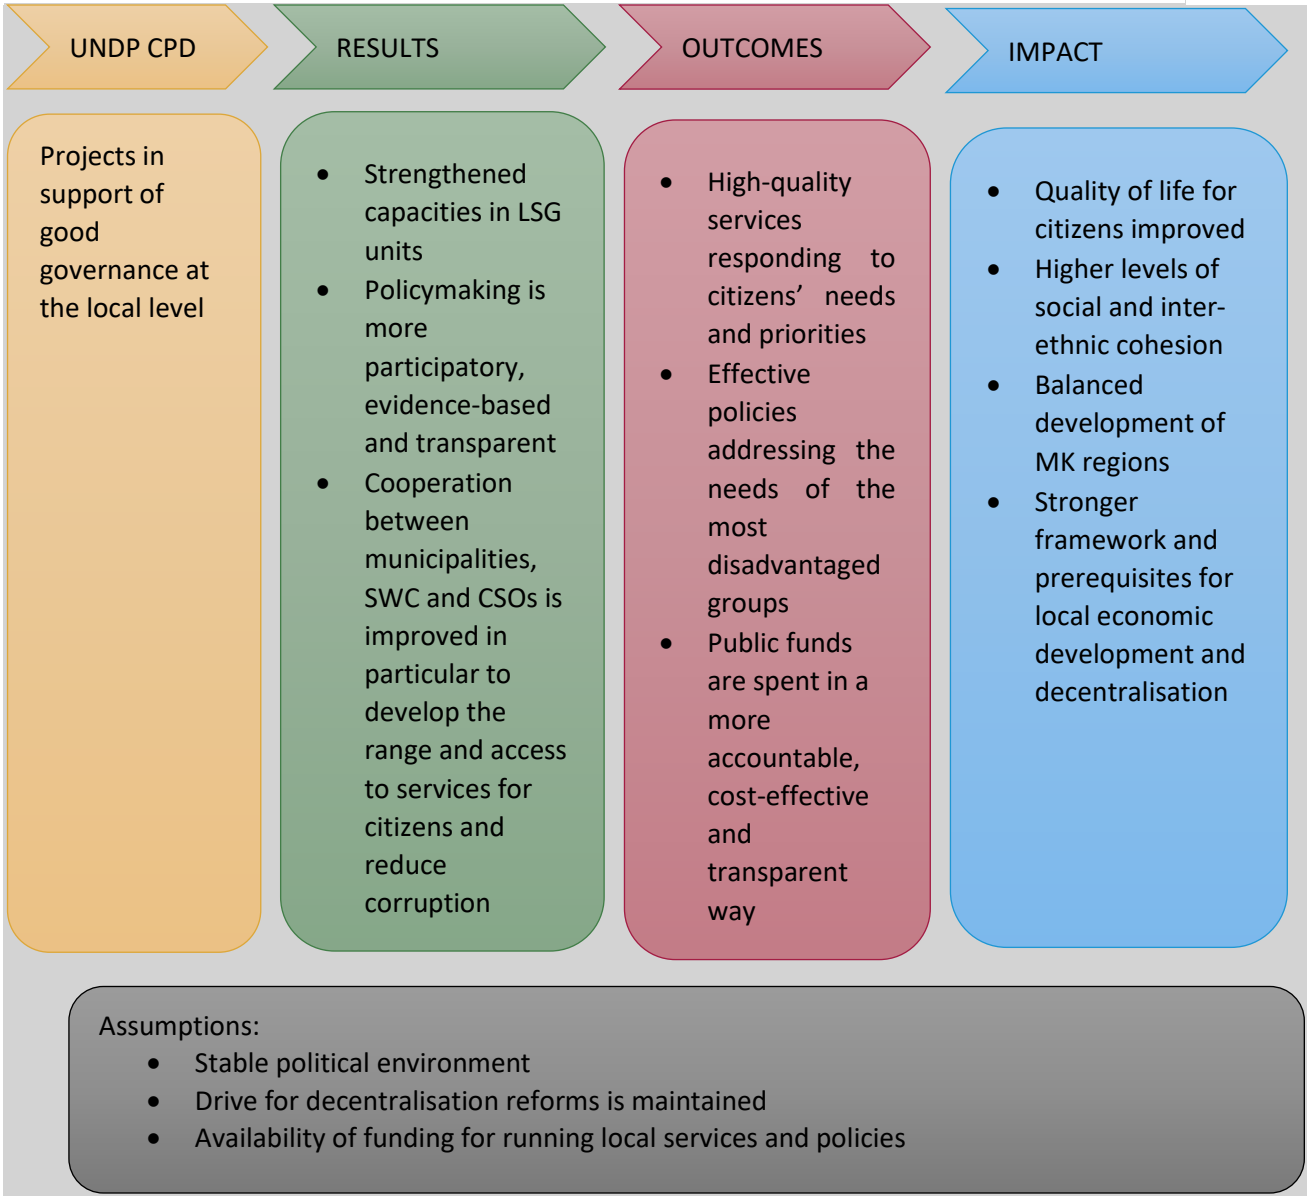 UNDP CPD
RESULTS
OUTCOMES
IMPACT
Projects in
support of
good
governance at
the local level
• Strengthened
capacities in LSG
units
• Policymaking is
more
participatory,
evidence-based
and transparent
• Cooperation
between
municipalities,
SWC and CSOs is
improved in
particular to
develop the
range and access
to services for
citizens and
reduce
corruption
• High-quality
services
responding to
citizens’ needs
and priorities
• Effective
policies
addressing the
needs of the
most
disadvantaged
groups
• Public funds
are spent in a
more
accountable,
cost-effective
and
transparent
way
• Quality of life for
citizens improved
• Higher levels of
social and inter-
ethnic cohesion
• Balanced
development of
MK regions
• Stronger
framework and
prerequisites for
local economic
development and
decentralisation
Assumptions:
• Stable political environment
• Drive for decentralisation reforms is maintained
• Availability of funding for running local services and policies